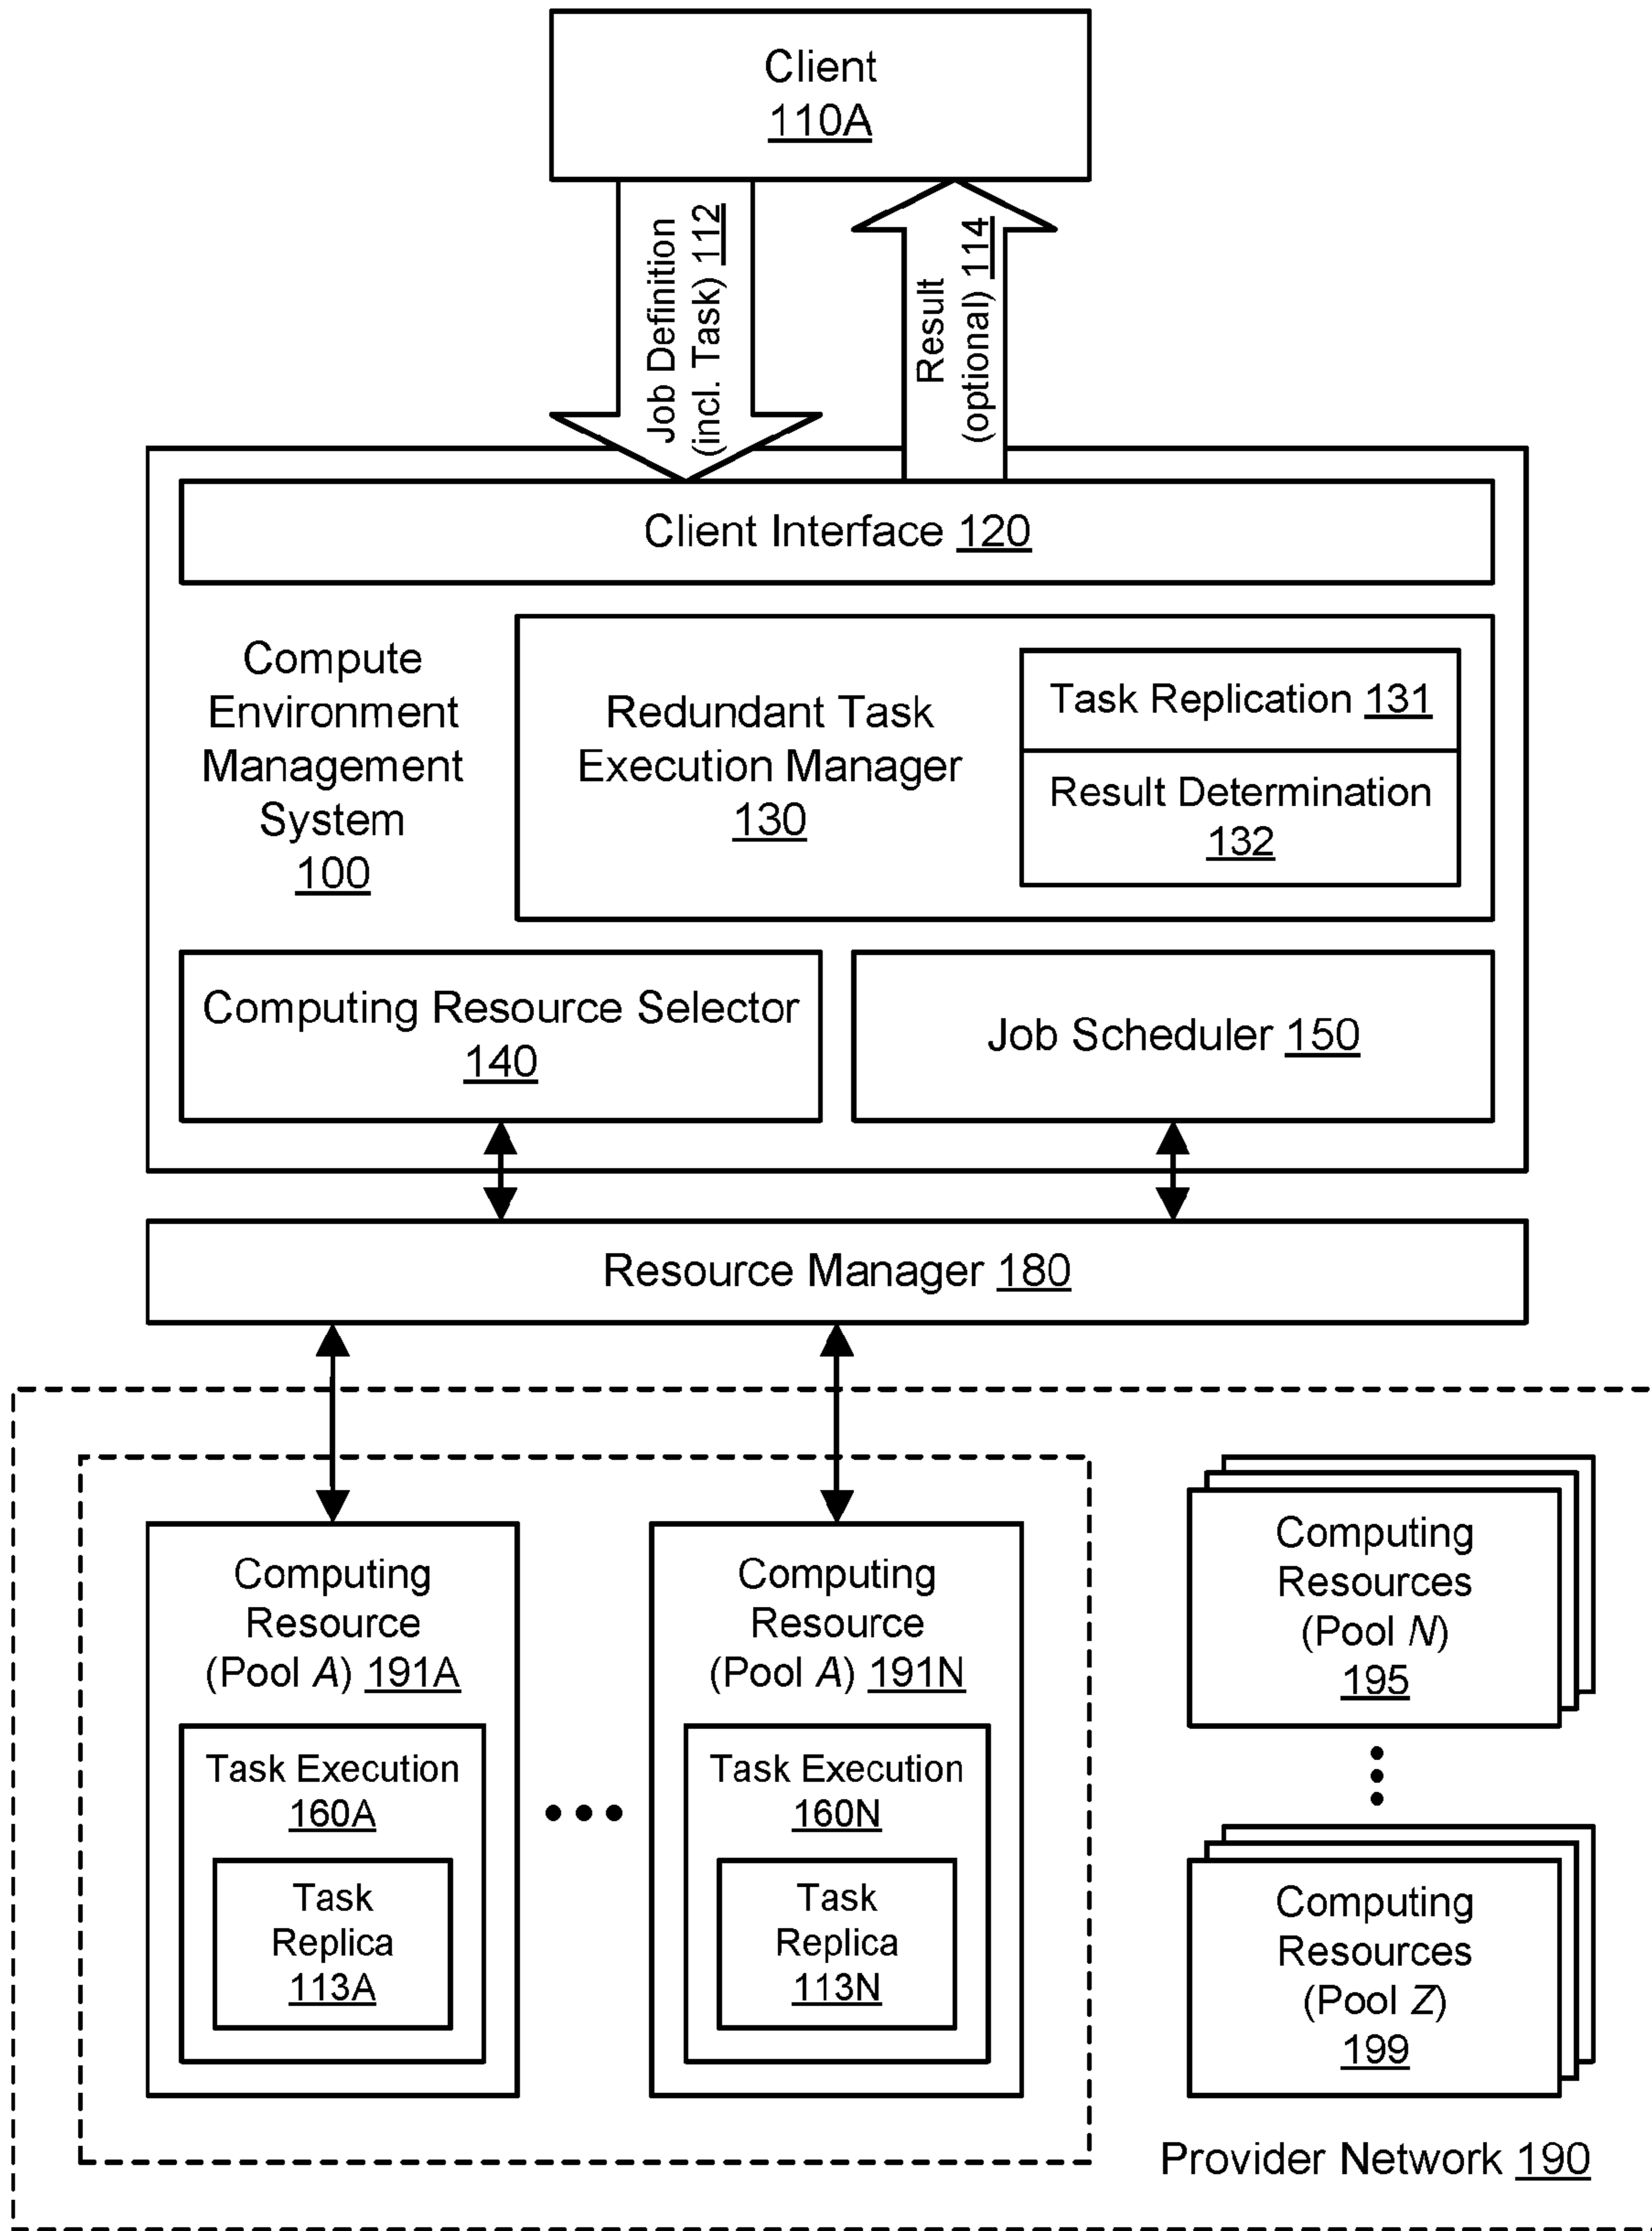 Client
110A
Job Definition
(incl. Task) 112
Result
(optional) 114
Client Interface 120
Compute
Environment
Management
System
100
Redundant Task
Execution Manager
130
Task Replication 131
Result Determination
132
Computing Resource Selector
140
Job Scheduler 150
Resource Manager 180
Computing
Resource
(Pool A) 191A
Task Execution
160A
Task
Replica
113A
Computing
Resource
(Pool A) 191N
Task Execution
160N
Task
Replica
113N
Computing
Resources
(Pool N)
195
Computing
Resources
(Pool Z)
199
Provider Network 190